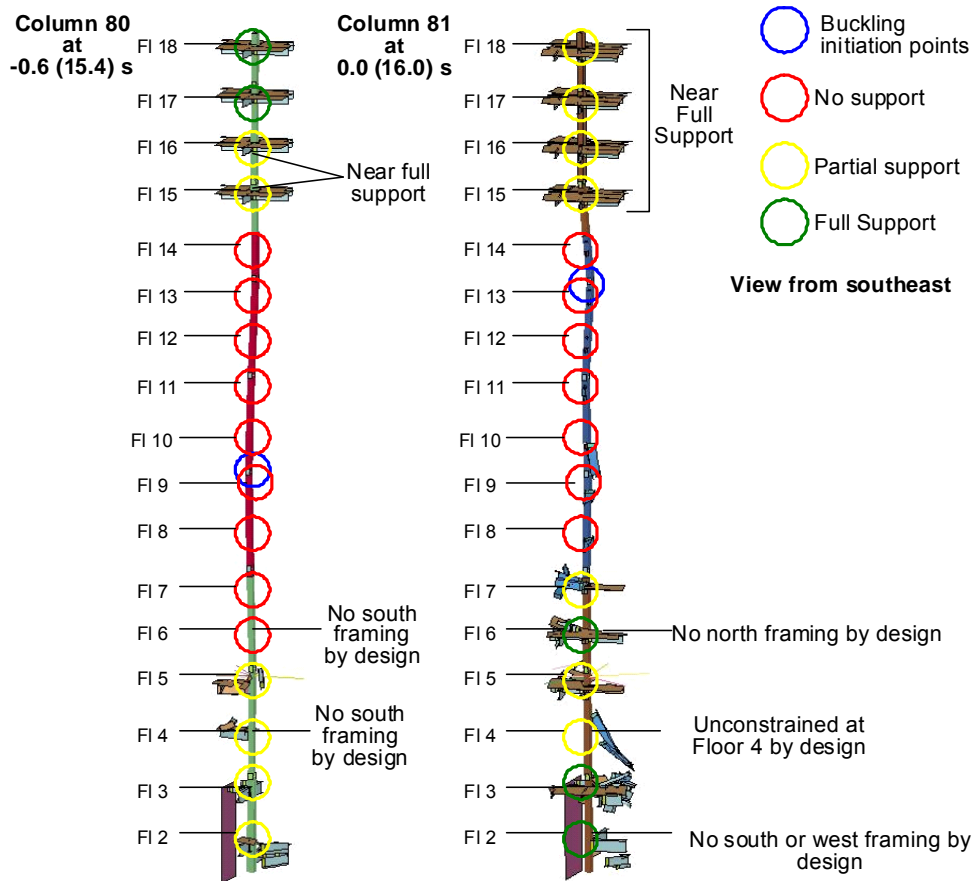 Column 80
at
-0.6 (15.4) s
Fl 18
Fl 17
Fl 16
Fl 15
Fl 14
Fl 13
Fl 12
Fl 11
Fl 10
Fl 9
Fl 8
Fl 7
Fl 6
Fl 5
Fl 4
Fl 3
Fl 2
Near full
support
No south
framing
by design
No south
framing
by design
Column 81
at
0.0 (16.0) s
Fl 18
Fl 17
Fl 16
Fl 15
Fl 14
Fl 13
Fl 12
Fl 11
Fl 10
Fl 9
Fl 8
Fl 7
Fl 6
Fl 5
Fl 4
Fl 3
Fl 2
Near
Full
Support
No north framing by design
Unconstrained at
Floor 4 by design
No south or west framing by
design
Buckling
initiation points
No support
Partial support
Full Support
View from southeast